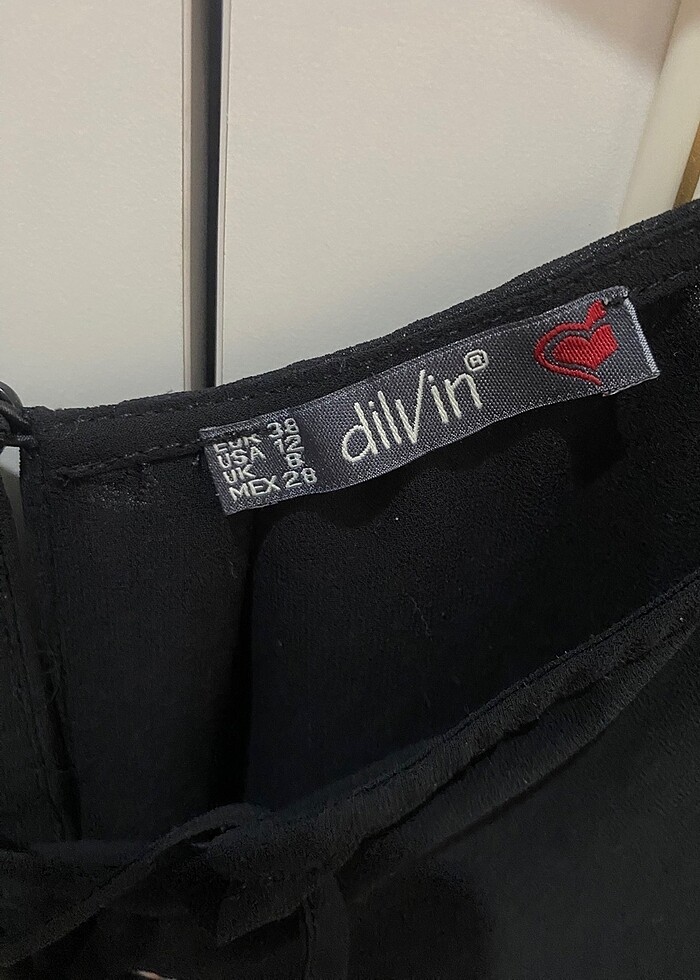 EUR 38
USA 12
UK 8
MEX 28
dilvin®